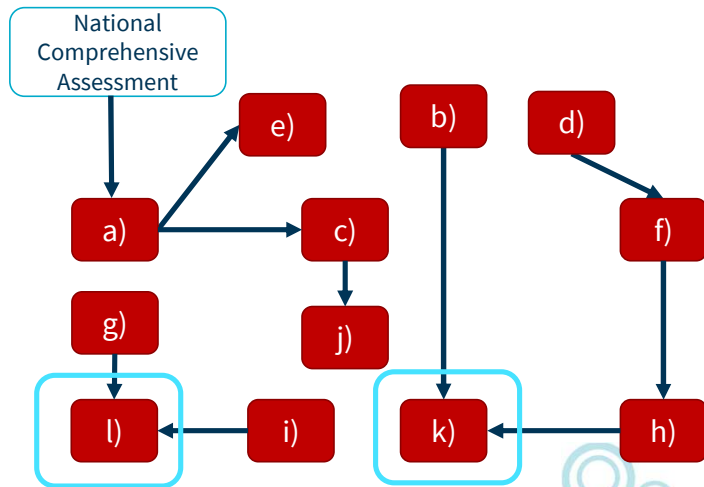 National
Comprehensive
Assessment
e)
b)
d)
a)
c)
f)
g)
j)
l)
i)
k)
h)